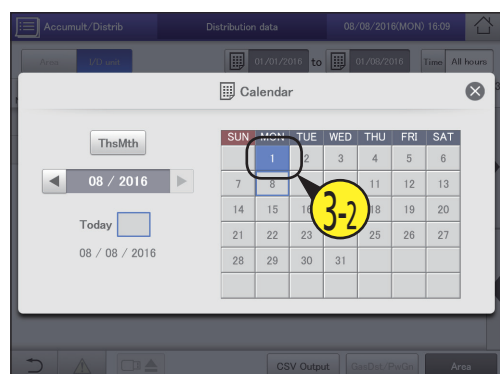 Accumult/Distrib Distribution data 08/08/2016(MON) 16:09
Area I/O unit 01/01/2016 to 01/08/2016 Time All hours
Calendar
ThsMth
08 / 2016
Today
08 / 08 / 2016
SUN MON TUE WED THU FRI SAT
1 2 3 4 5 6
7 8 11 12 13
14 15 16 18 19 20
21 22 23 25 26 27
28 29 30 31
3-2
CSV Output GasDst./PwrGr. Area